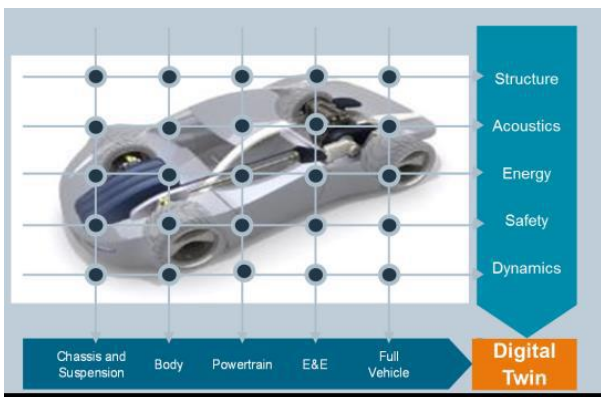 Structure
Acoustics
Energy
Safety
Dynamics
Chassis and
Suspension
Body
Powertrain
E&E
Full
Vehicle
Digital
Twin